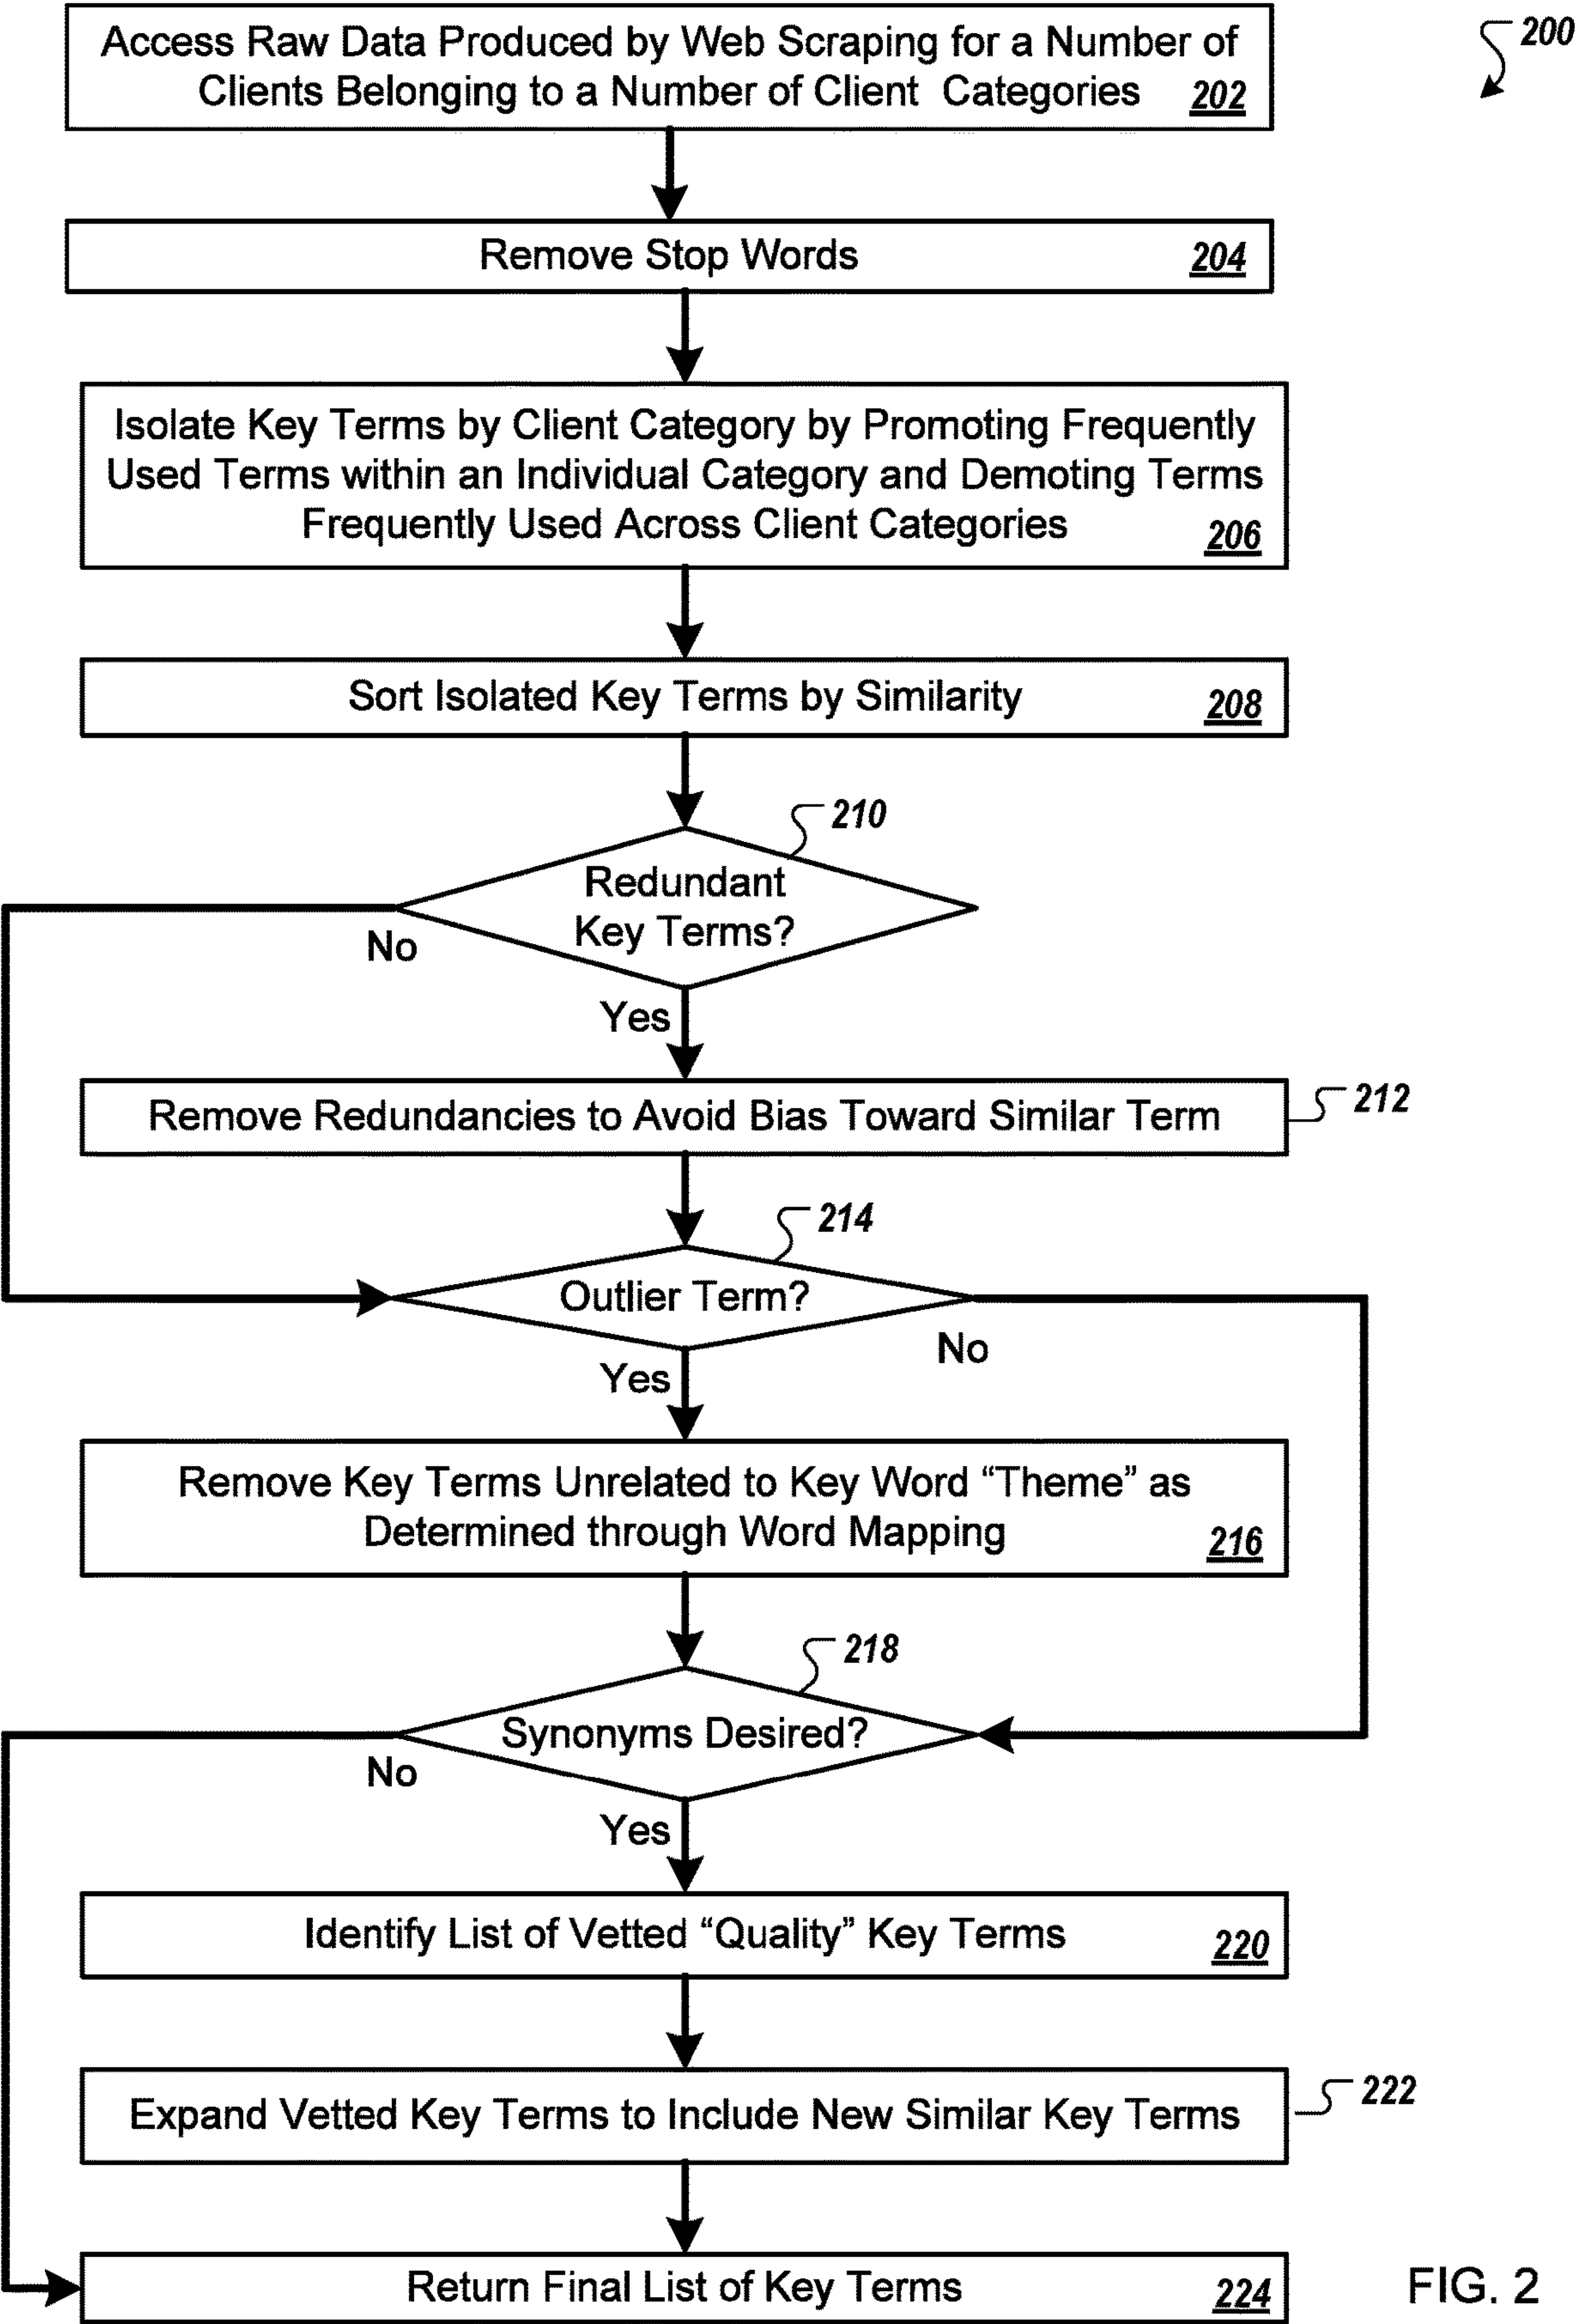 200
Access Raw Data Produced by Web Scraping for a Number of
Clients Belonging to a Number of Client Categories 202
Remove Stop Words 204
Isolate Key Terms by Client Category by Promoting Frequently
Used Terms within an Individual Category and Demoting Terms
Frequently Used Across Client Categories 206
Sort Isolated Key Terms by Similarity 208
210
Redundant
Key Terms?
No
Yes
Remove Redundancies to Avoid Bias Toward Similar Term 212
214
Outlier Term?
No
Yes
Remove Key Terms Unrelated to Key Word “Theme” as
Determined through Word Mapping 216
218
Synonyms Desired?
No
Yes
Identify List of Vetted “Quality” Key Terms 220
Expand Vetted Key Terms to Include New Similar Key Terms 222
Return Final List of Key Terms 224
FIG. 2